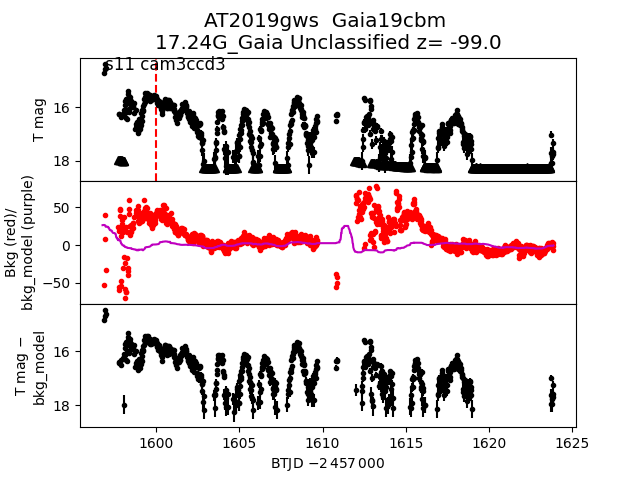 AT2019gws  Gaia19cbm
17.24G_Gaia Unclassified z= -99.0
s11 cam3ccd3
T mag
16
18
Bkg (red)/
bkg_model (purple)
50
0
−50
T mag −
bkg_model
16
18
1600
1605
1610
1615
1620
1625
BTJD −2 457 000